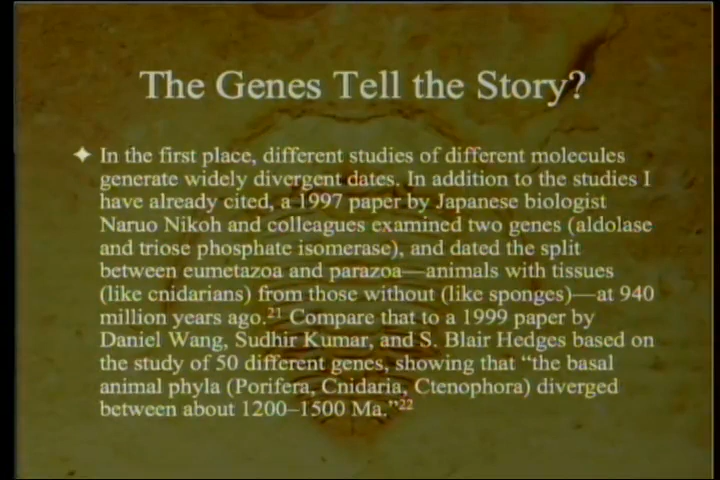 The Genes Tell the Story?
✦ In the first place, different studies of different molecules
generate widely divergent dates. In addition to the studies I
have already cited, a 1997 paper by Japanese biologist
Naruo Nikoh and colleagues examined two genes (aldolase
and triose phosphate isomerase), and dated the split
between eumetazoa and parazoa—animals with tissues
(like cnidarians) from those without (like sponges)—at 940
million years ago.²¹ Compare that to a 1999 paper by
Daniel Wang, Sudhir Kumar, and S. Blair Hedges based on
the study of 50 different genes, showing that “the basal
animal phyla (Porifera, Cnidaria, Ctenophora) diverged
between about 1200–1500 Ma.”²²